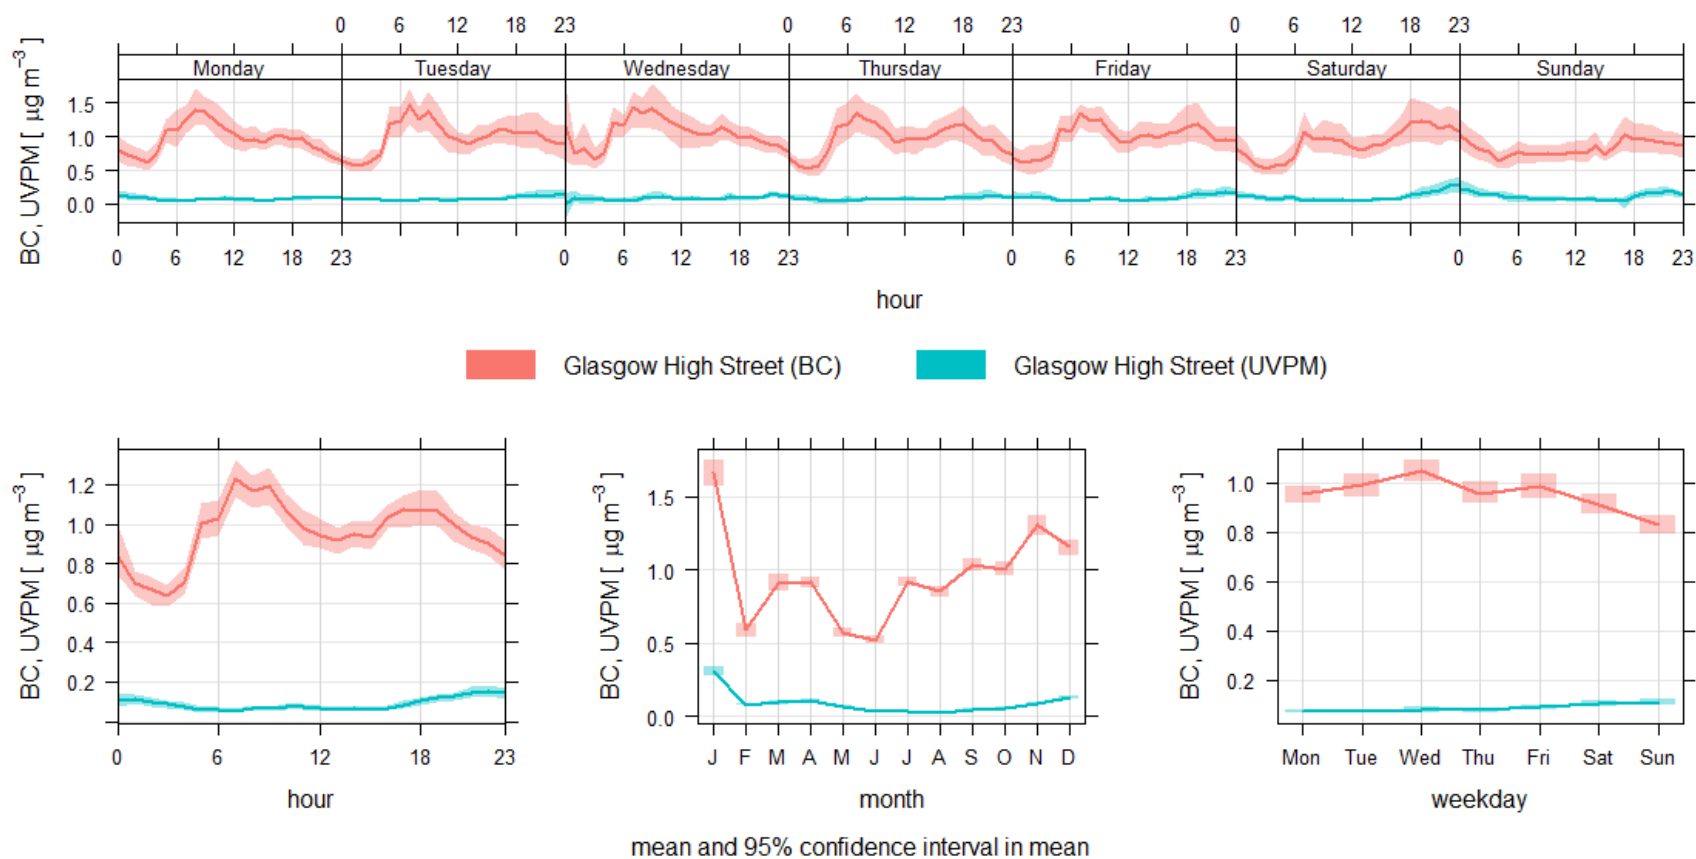 0 6 12 18 23 0 6 12 18 23 0 6 12 18 23
Monday Tuesday Wednesday Thursday Friday Saturday Sunday
BC, UVPM [ µg m⁻³ ]
1.5
1.0
0.5
0.0
0 6 12 18 23 0 6 12 18 23 0 6 12 18 23 0 6 12 18 23
hour
Glasgow High Street (BC) Glasgow High Street (UVPM)
BC, UVPM [ µg m⁻³ ]
1.2
1.0
0.8
0.6
0.4
0.2
0 6 12 18 23
hour
BC, UVPM [ µg m⁻³ ]
1.5
1.0
0.5
0.0
J F M A M J J A S O N D
month
BC, UVPM [ µg m⁻³ ]
1.0
0.8
0.6
0.4
0.2
Mon Tue Wed Thu Fri Sat Sun
weekday
mean and 95% confidence interval in mean